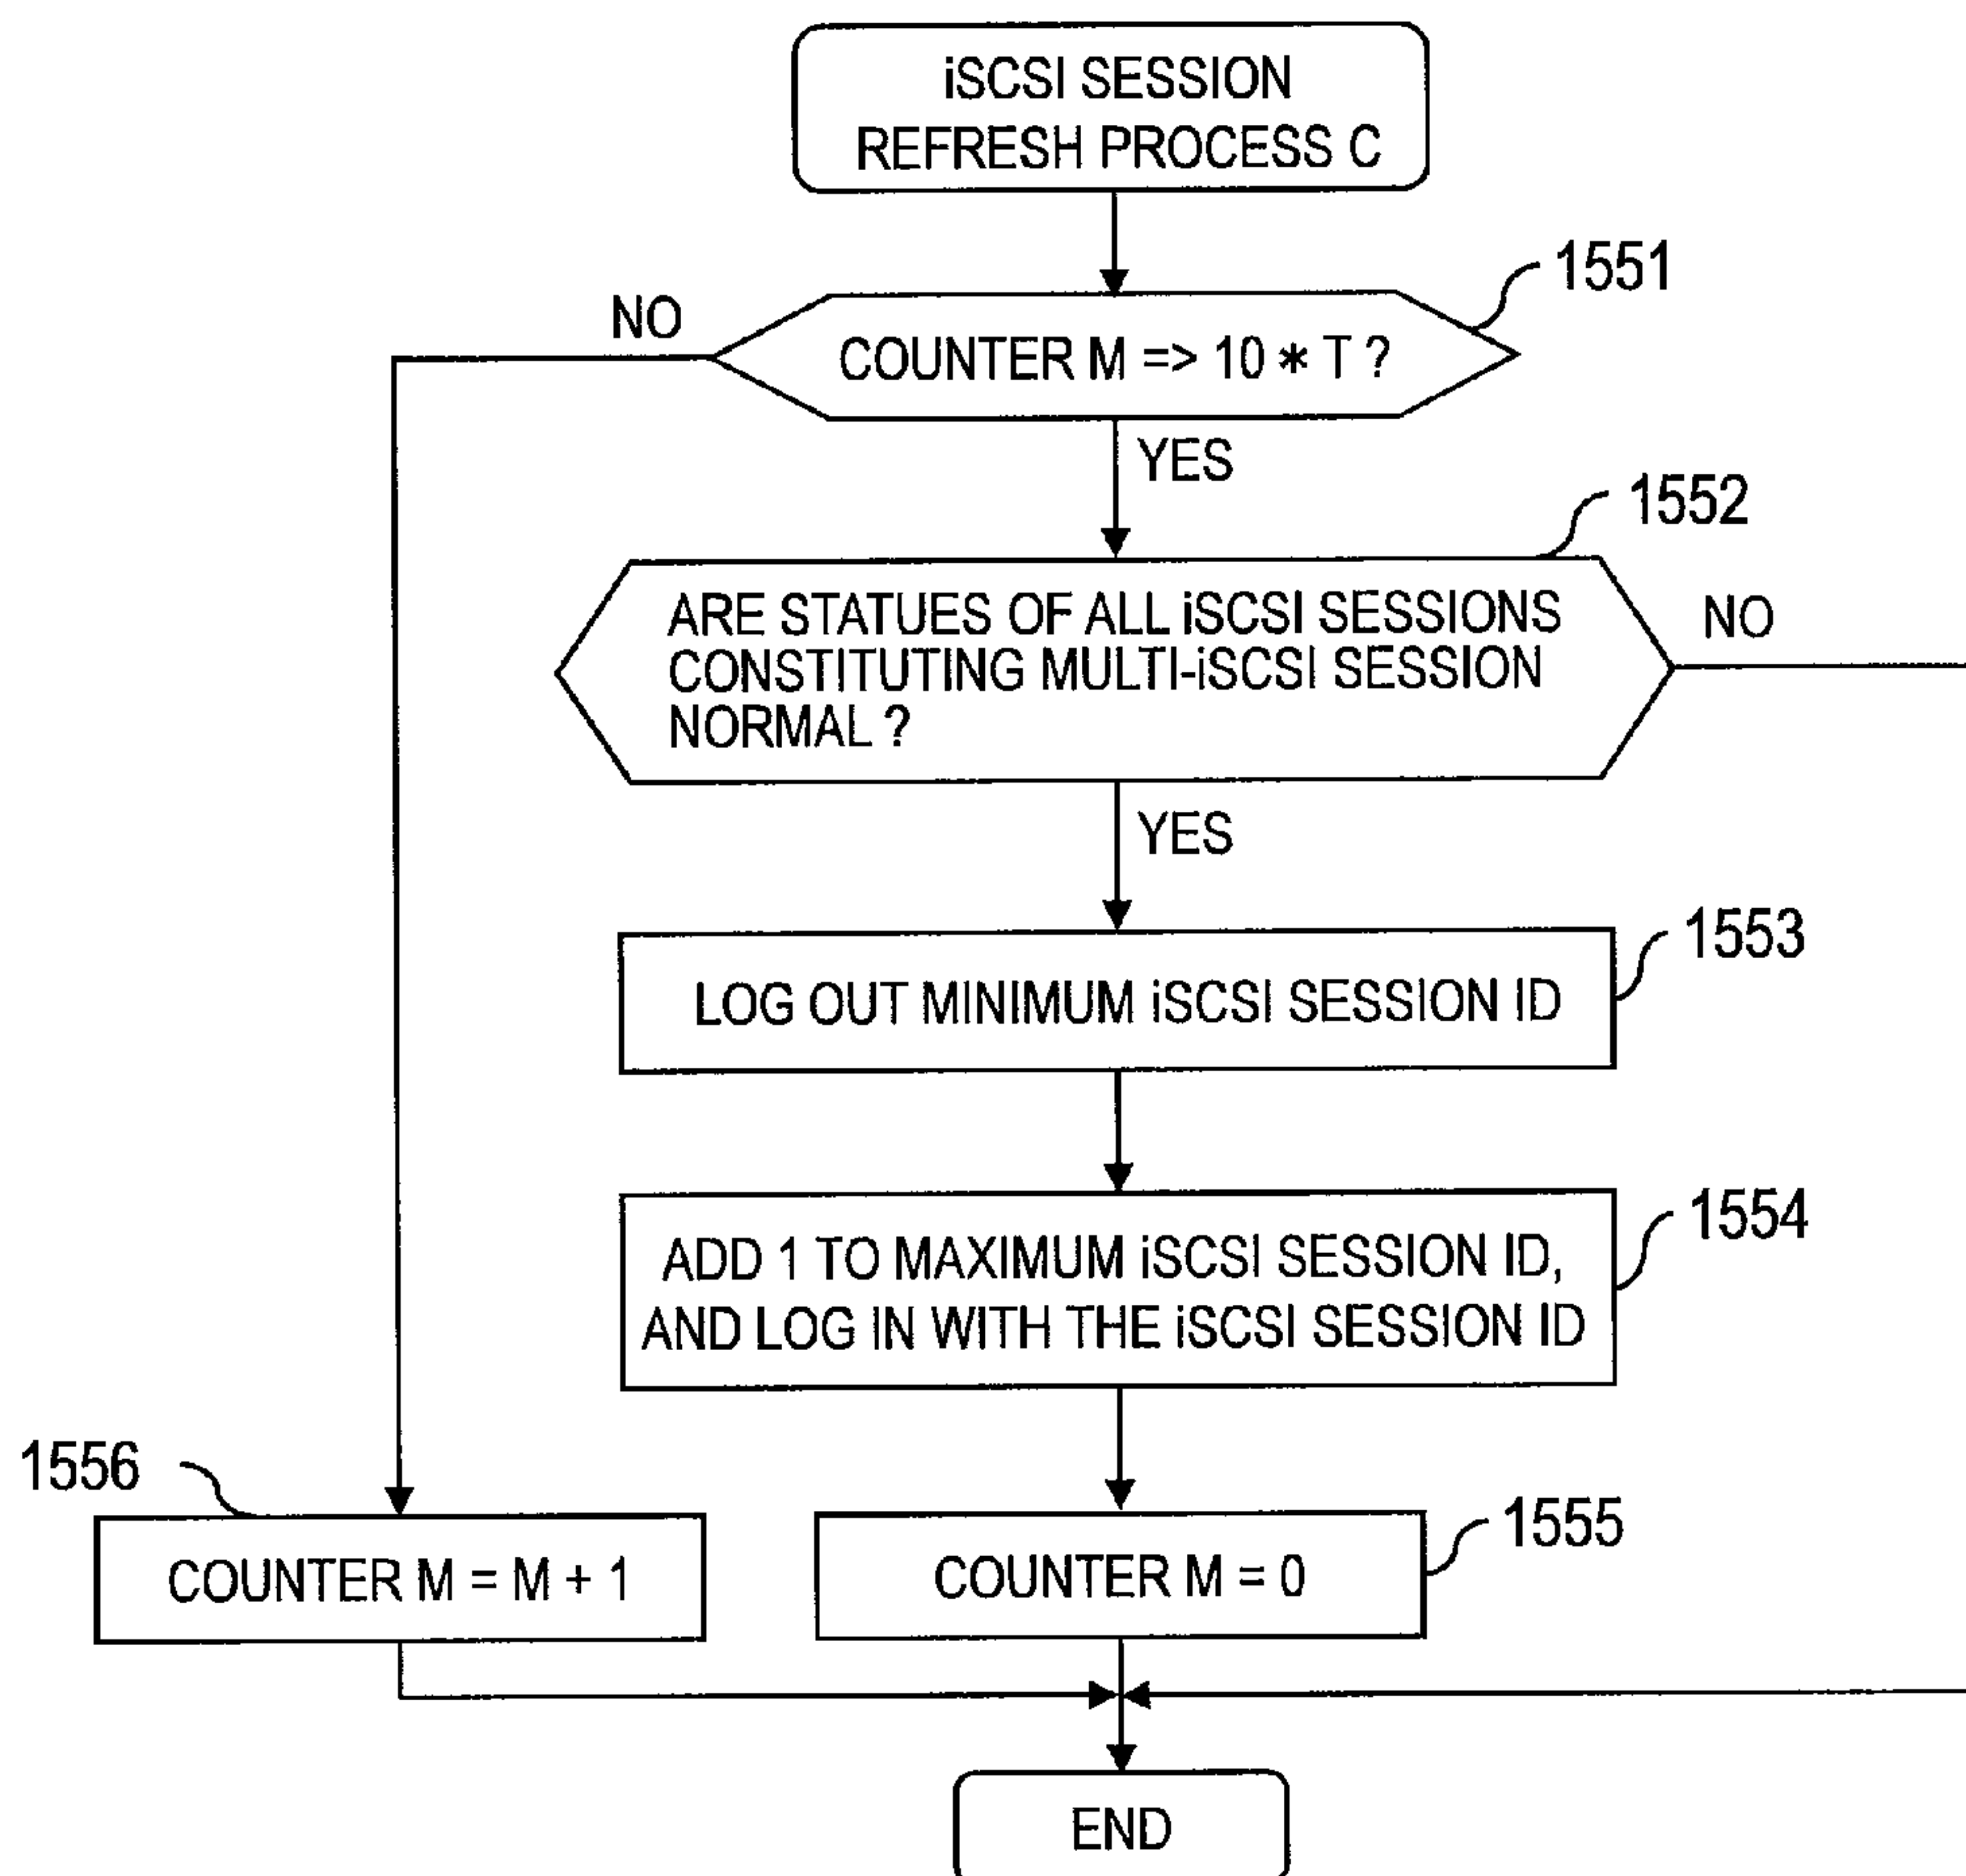 iSCSI SESSION
REFRESH PROCESS C
1551
NO
COUNTER M => 10 * T ?
YES
1552
ARE STATUES OF ALL iSCSI SESSIONS
CONSTITUTING MULTI-iSCSI SESSION
NORMAL ?
NO
YES
1553
LOG OUT MINIMUM iSCSI SESSION ID
1554
ADD 1 TO MAXIMUM iSCSI SESSION ID,
AND LOG IN WITH THE iSCSI SESSION ID
1556
COUNTER M = M + 1
1555
COUNTER M = 0
END